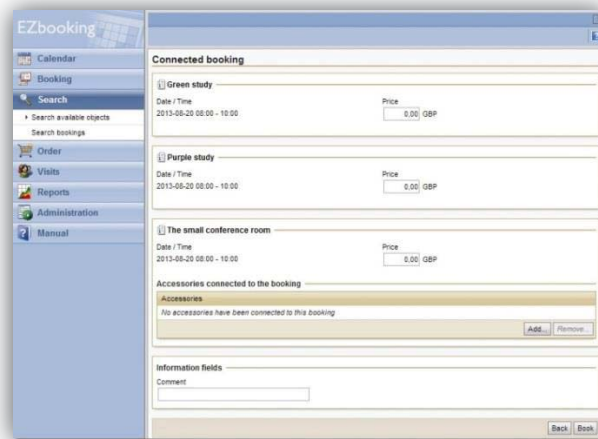 EZbooking
Calendar
Booking
Search
Search available objects
Search bookings
Order
Visits
Reports
Administration
Manual
Connected booking
Green study
Date / Time Price
2013-08-20 08:00 - 10:00 0,00 GBP
Purple study
Date / Time Price
2013-08-20 08:00 - 10:00 0,00 GBP
The small conference room
Date / Time Price
2013-08-20 08:00 - 10:00 0,00 GBP
Accessories connected to the booking
Accessories
No accessories have been connected to this booking
Add... Remove...
Information fields
Comment
Back Book